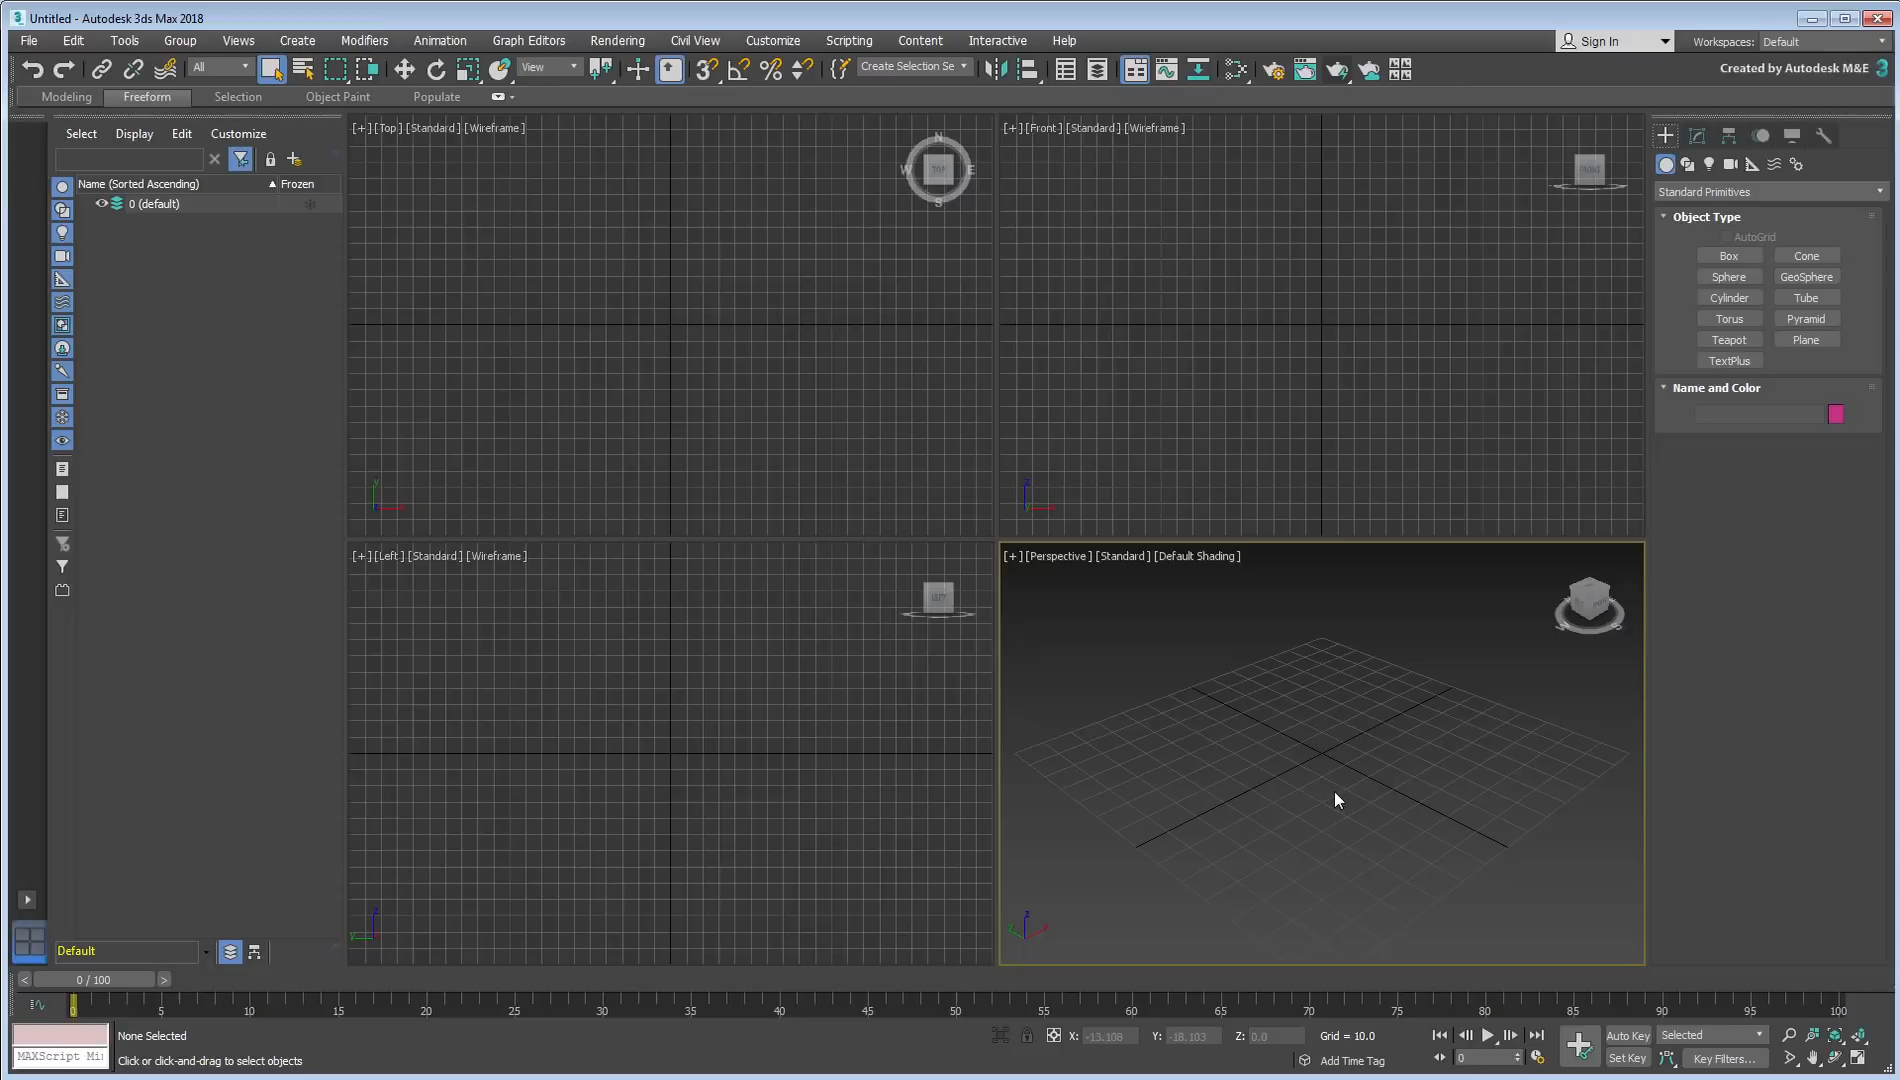 Untitled - Autodesk 3ds Max 2018
File Edit Tools Group Views Create Modifiers Animation Graph Editors Rendering Civil View Customize Scripting Content Interactive Help
Sign In Workspaces: Default
All View Create Selection Se
Created by Autodesk M&E
Modeling Freeform Selection Object Paint Populate
Select Display Edit Customize
Name (Sorted Ascending) Frozen
0 (default)
[+] [Top] [Standard] [Wireframe]
N
W TOP E
S
y
x
[+] [Front] [Standard] [Wireframe]
FRONT
z
[+] [Left] [Standard] [Wireframe]
LEFT
z
y
[+] [Perspective] [Standard] [Default Shading]
z
Standard Primitives
Object Type
AutoGrid
Box Cone
Sphere GeoSphere
Cylinder Tube
Torus Pyramid
Teapot Plane
TextPlus
Name and Color
Default
< 0 / 100 >
0 5 10 15 20 25 30 35 40 45 50 55 60 65 70 75 80 85 90 95 100
None Selected X: -13.108 Y: -18.103 Z: 0.0 Grid = 10.0 Auto Key Selected
MAXScript Mi Click or click-and-drag to select objects Add Time Tag 0 Set Key Key Filters...